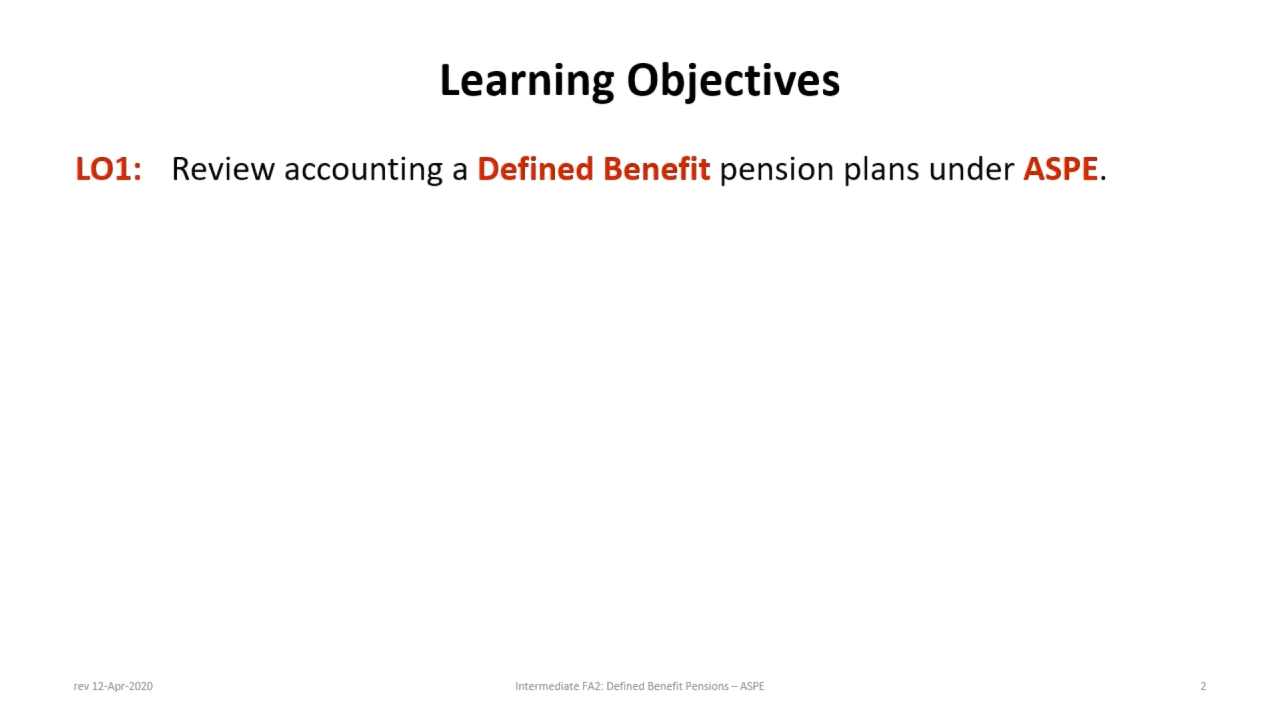 Learning Objectives
LO1: Review accounting a Defined Benefit pension plans under ASPE.
rev 12-Apr-2020
Intermediate FA2: Defined Benefit Pensions – ASPE
2